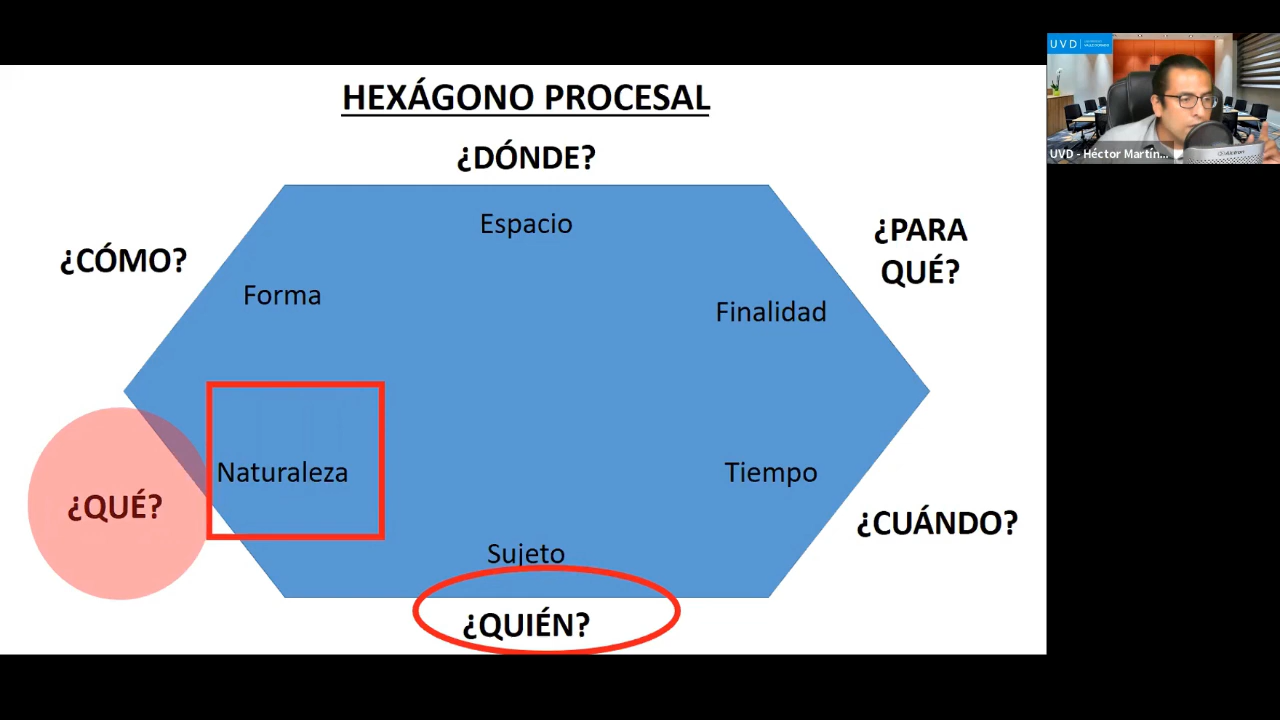 HEXÁGONO PROCESAL
¿DÓNDE?
Espacio
¿PARA
QUÉ?
¿CÓMO?
Forma
Finalidad
Naturaleza
Tiempo
¿QUÉ?
¿CUÁNDO?
Sujeto
¿QUIÉN?
UVD
UVD - Héctor Martín...